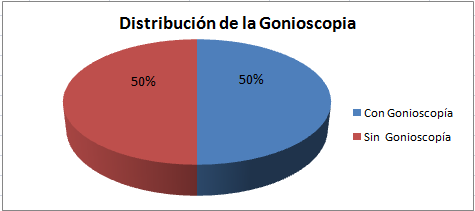 Distribución de la Gonioscopia
50%
50%
Con Gonioscopía
Sin Gonioscopía